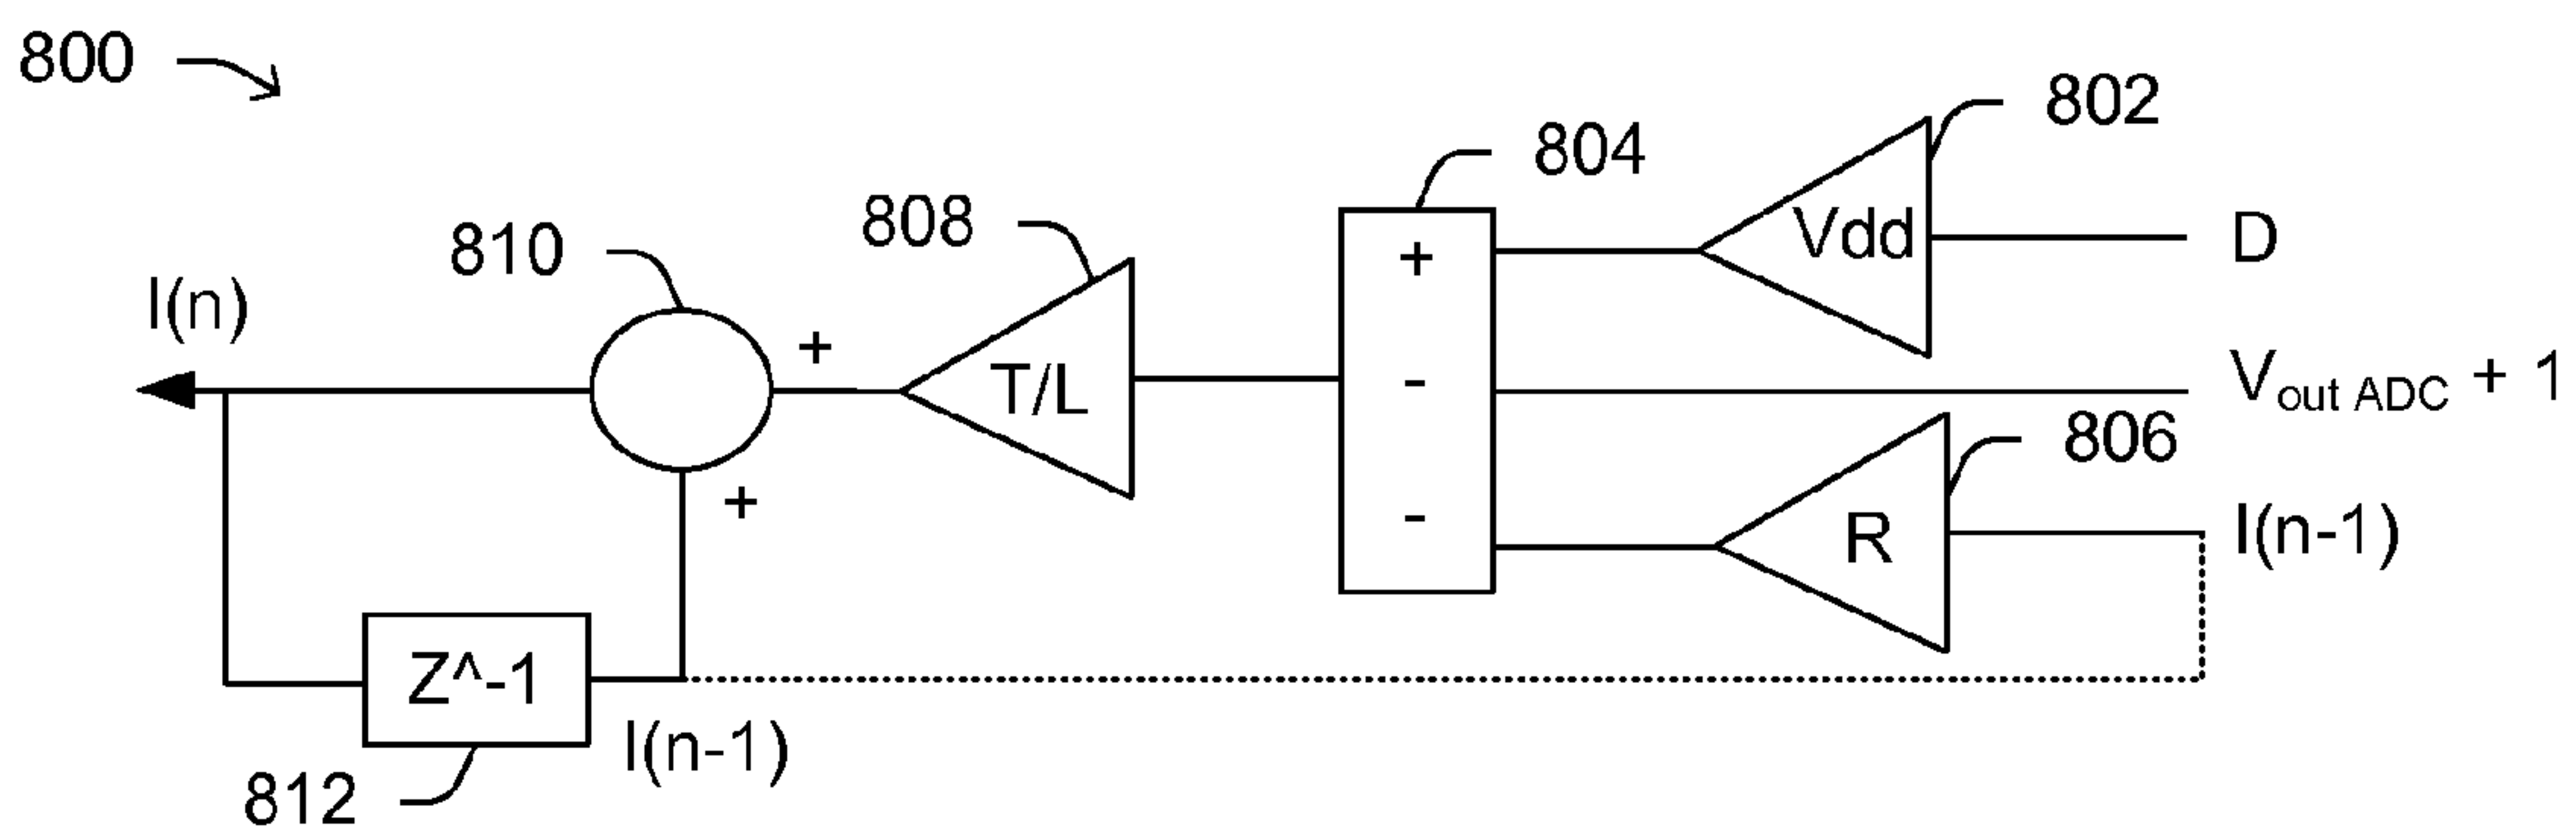 800
802
804
Vdd
D
808
810
+
I(n)
+
T/L
-
Vout ADC + 1
806
+
-
R
I(n-1)
Z^-1
I(n-1)
812